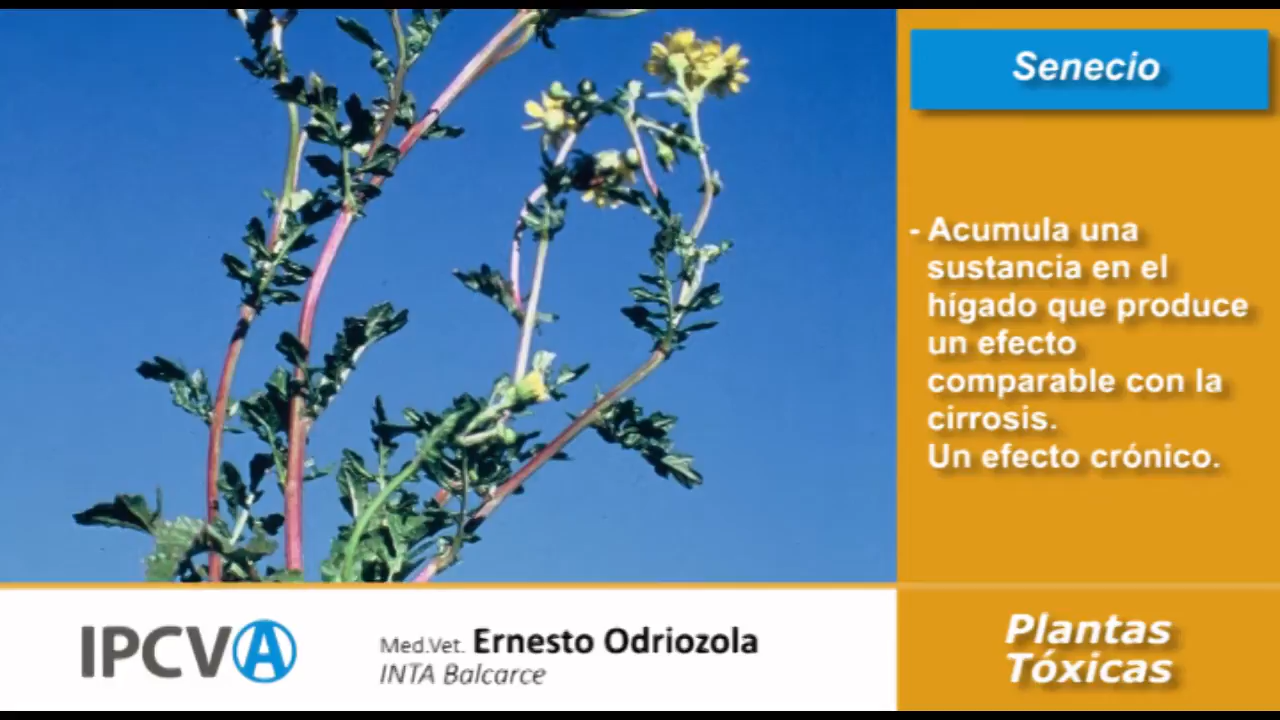 Senecio
- Acumula una
sustancia en el
hígado que produce
un efecto
comparable con la
cirrosis.
Un efecto crónico.
IPCVA
Med.Vet. Ernesto Odriozola
INTA Balcarce
Plantas
Tóxicas